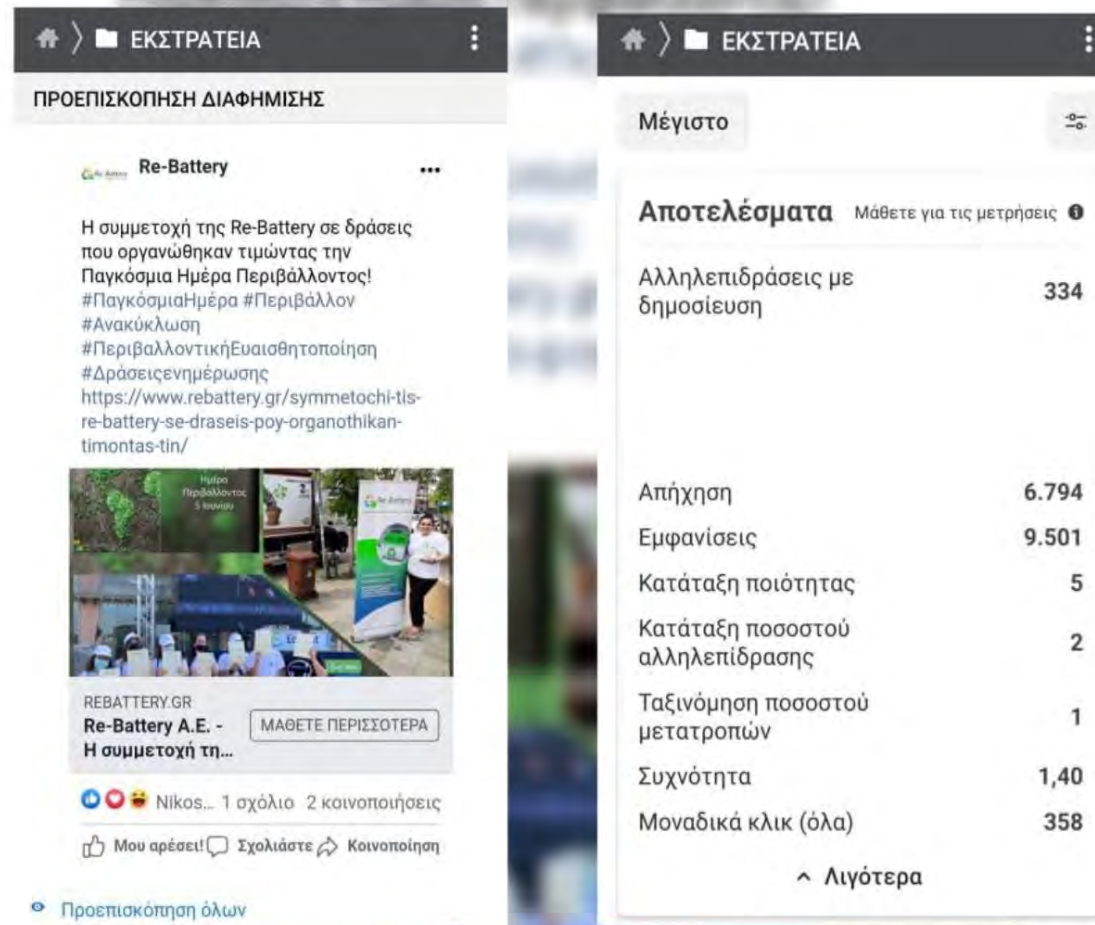 ΕΚΣΤΡΑΤΕΙΑ
ΠΡΟΕΠΙΣΚΟΠΗΣΗ ΔΙΑΦΗΜΙΣΗΣ
Re-Battery
Η συμμετοχή της Re-Battery σε δράσεις
που οργανώθηκαν τιμώντας την
Παγκόσμια Ημέρα Περιβάλλοντος!
#ΠαγκόσμιαΗμέρα #Περιβάλλον
#Ανακύκλωση
#ΠεριβαλλοντικήΕυαισθητοποίηση
#Δράσειςενημέρωσης
https://www.rebattery.gr/symmetochi-tis-
re-battery-se-draseis-poy-organothikan-
timontas-tin/
Ημέρα
Περιβάλλοντος
5 Ιουνίου
Re-Battery
REBATTERY.GR
Re-Battery A.E. -
Η συμμετοχή τη...
ΜΑΘΕΤΕ ΠΕΡΙΣΣΟΤΕΡΑ
Nikos... 1 σχόλιο 2 κοινοποιήσεις
Μου αρέσει! Σχολιάστε Κοινοποίηση
Προεπισκόπηση όλων
ΕΚΣΤΡΑΤΕΙΑ
Μέγιστο
Αποτελέσματα Μάθετε για τις μετρήσεις
Αλληλεπιδράσεις με
δημοσίευση 334
Απήχηση 6.794
Εμφανίσεις 9.501
Κατάταξη ποιότητας 5
Κατάταξη ποσοστού
αλληλεπίδρασης 2
Ταξινόμηση ποσοστού
μετατροπών 1
Συχνότητα 1,40
Μοναδικά κλικ (όλα) 358
Λιγότερα